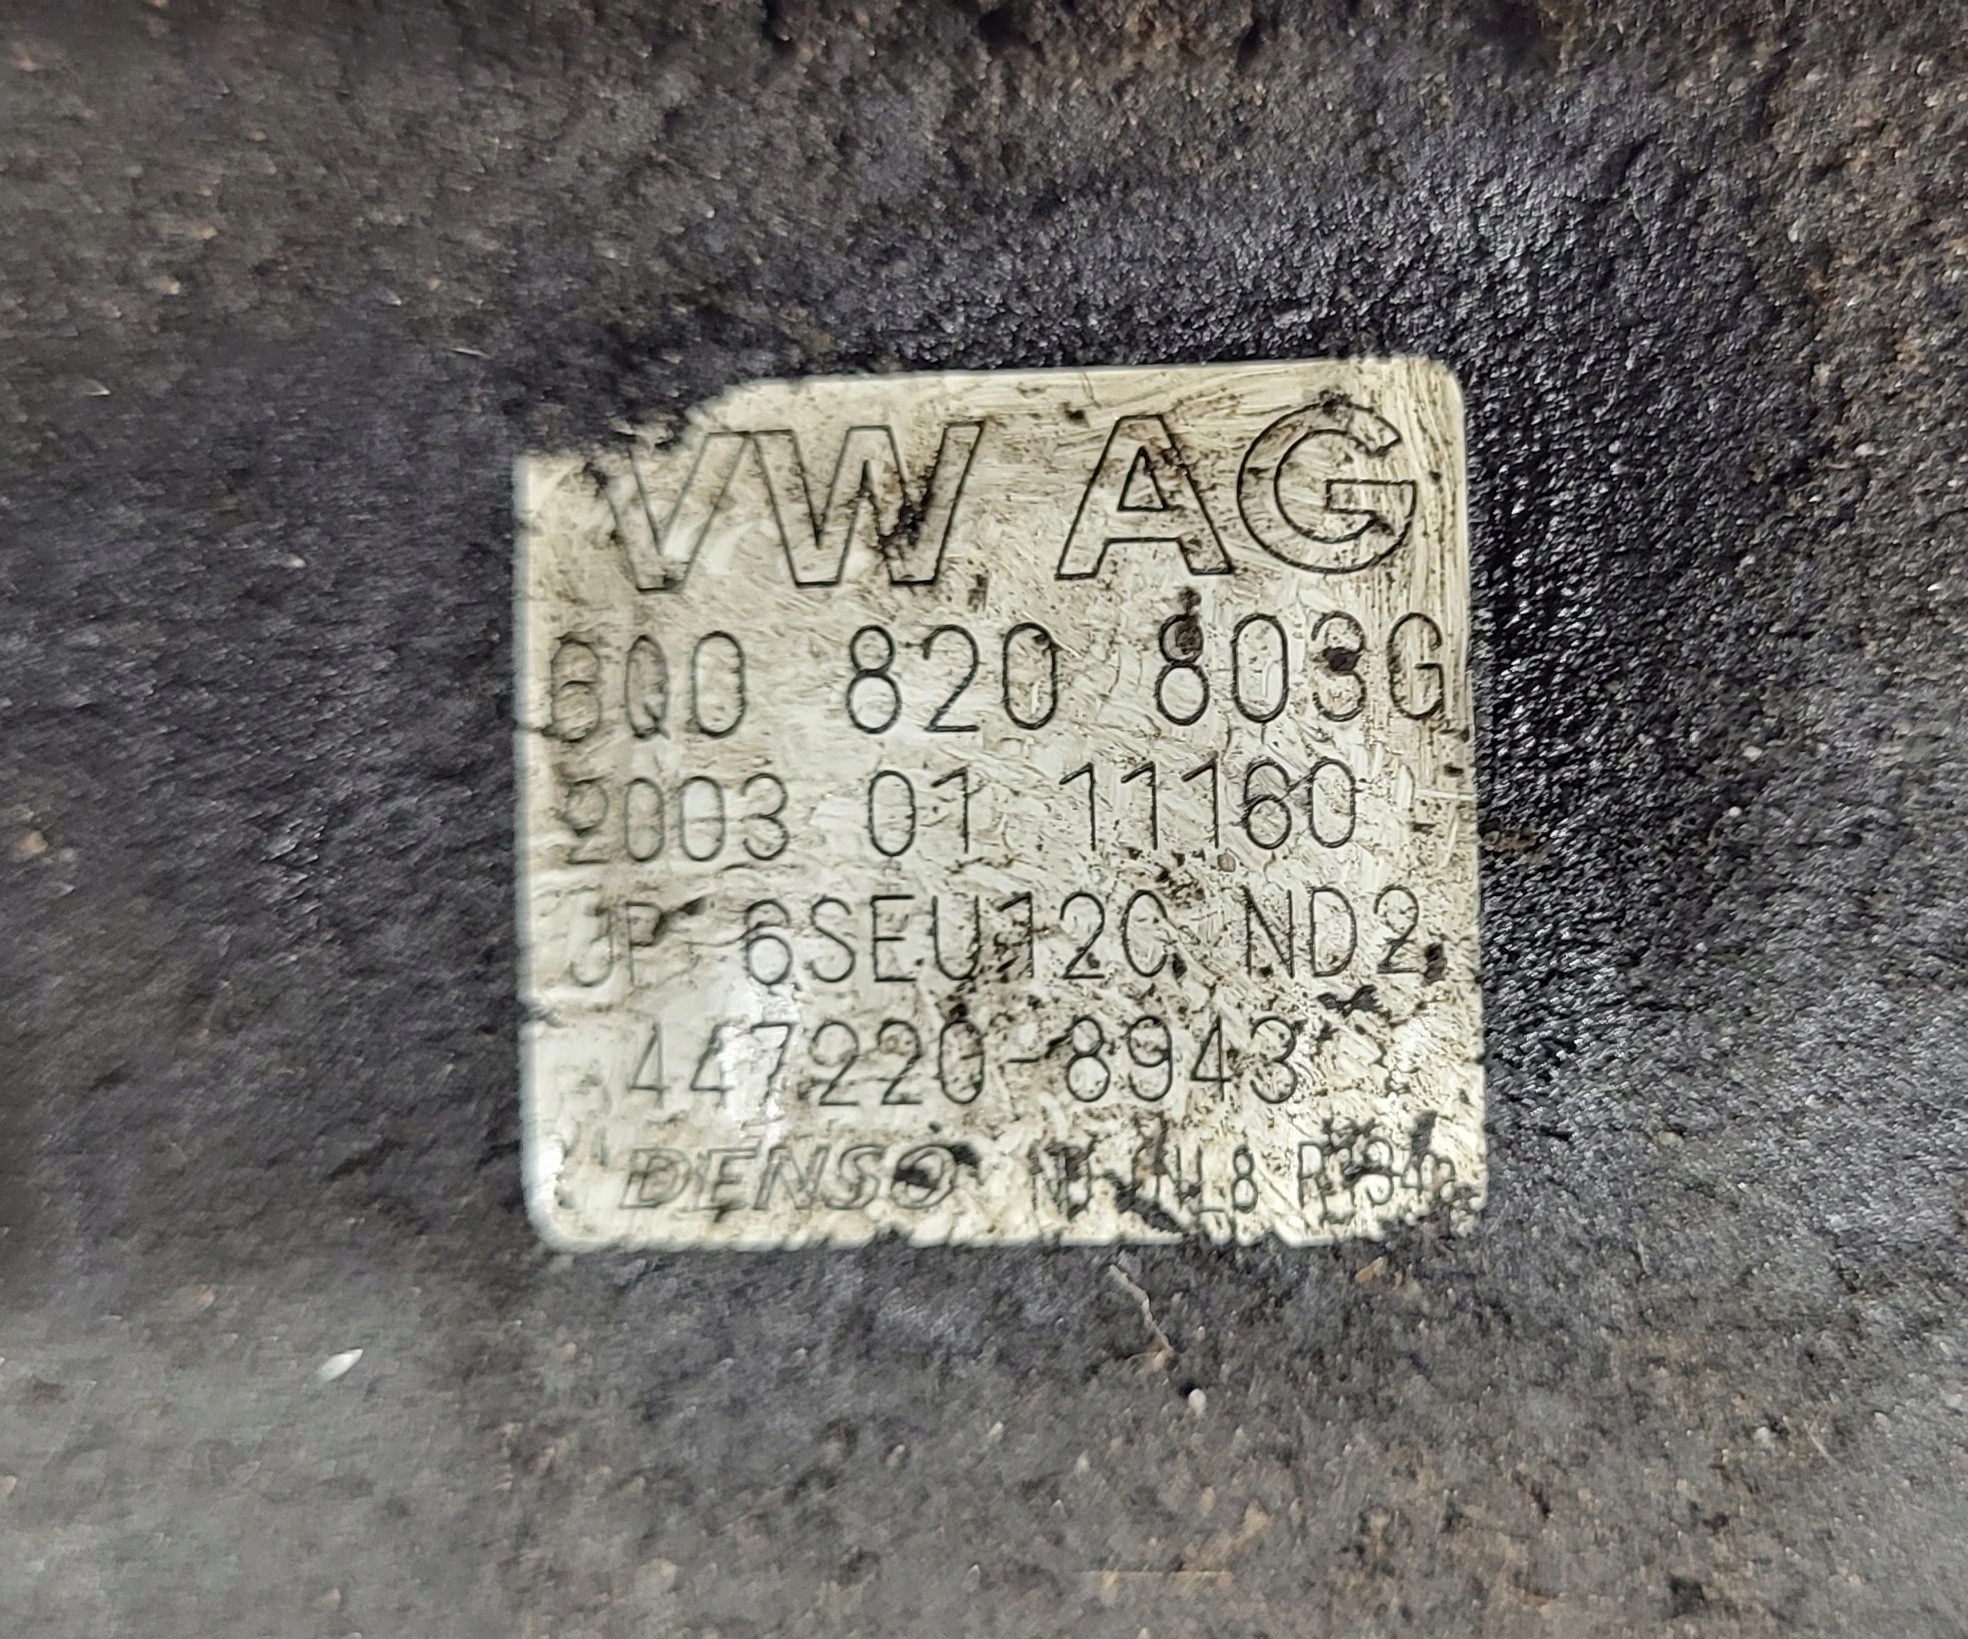 VW AG
6Q0 820 803G
2003 01 11160
JP 6SEU12C ND2
447220-8943
DENSO